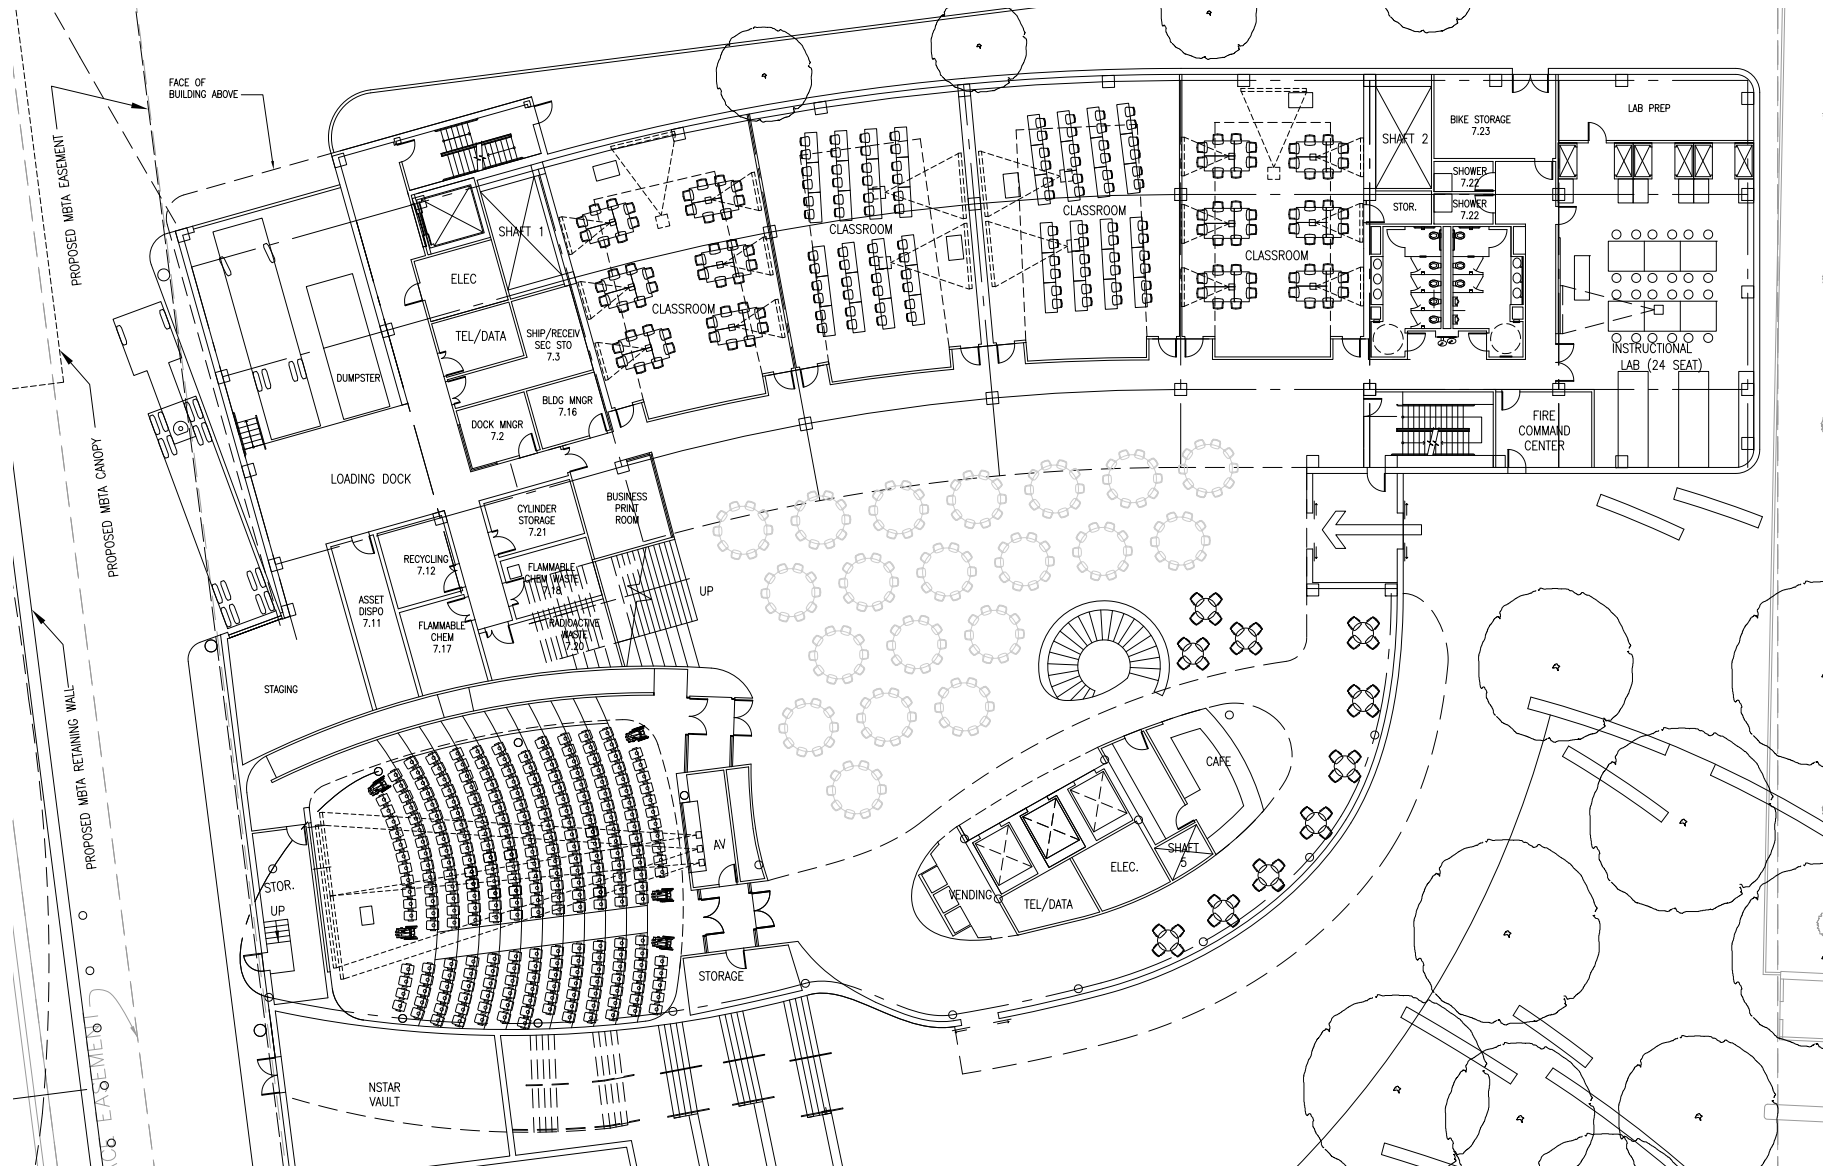 FACE OF
BUILDING ABOVE
PROPOSED MBTA EASEMENT
PROPOSED MBTA CANOPY
PROPOSED MBTA RETAINING WALL
LAB PREP
BIKE STORAGE
7.23
SHAFT 2
SHOWER
7.22
SHOWER
7.22
STOR.
CLASSROOM
CLASSROOM
CLASSROOM
CLASSROOM
SHAFT 1
ELEC
TEL/DATA
SHIP/RECEIV
SEC STO
7.3
DUMPSTER
BLDG MNGR
7.16
DOCK MNGR
7.2
INSTRUCTIONAL
LAB (24 SEAT)
FIRE
COMMAND
CENTER
LOADING DOCK
CYLINDER
STORAGE
7.21
BUSINESS
PRINT
ROOM
RECYCLING
7.12
FLAMMABLE
CHEM WASTE
7.18
UP
ASSET
DISPO
7.11
FLAMMABLE
CHEM
7.17
RADIOACTIVE
WASTE
7.20
STAGING
CAFE
AV
SHAFT
5
ELEC.
VENDING
TEL/DATA
STOR.
UP
STORAGE
NSTAR
VAULT
EASEMENT